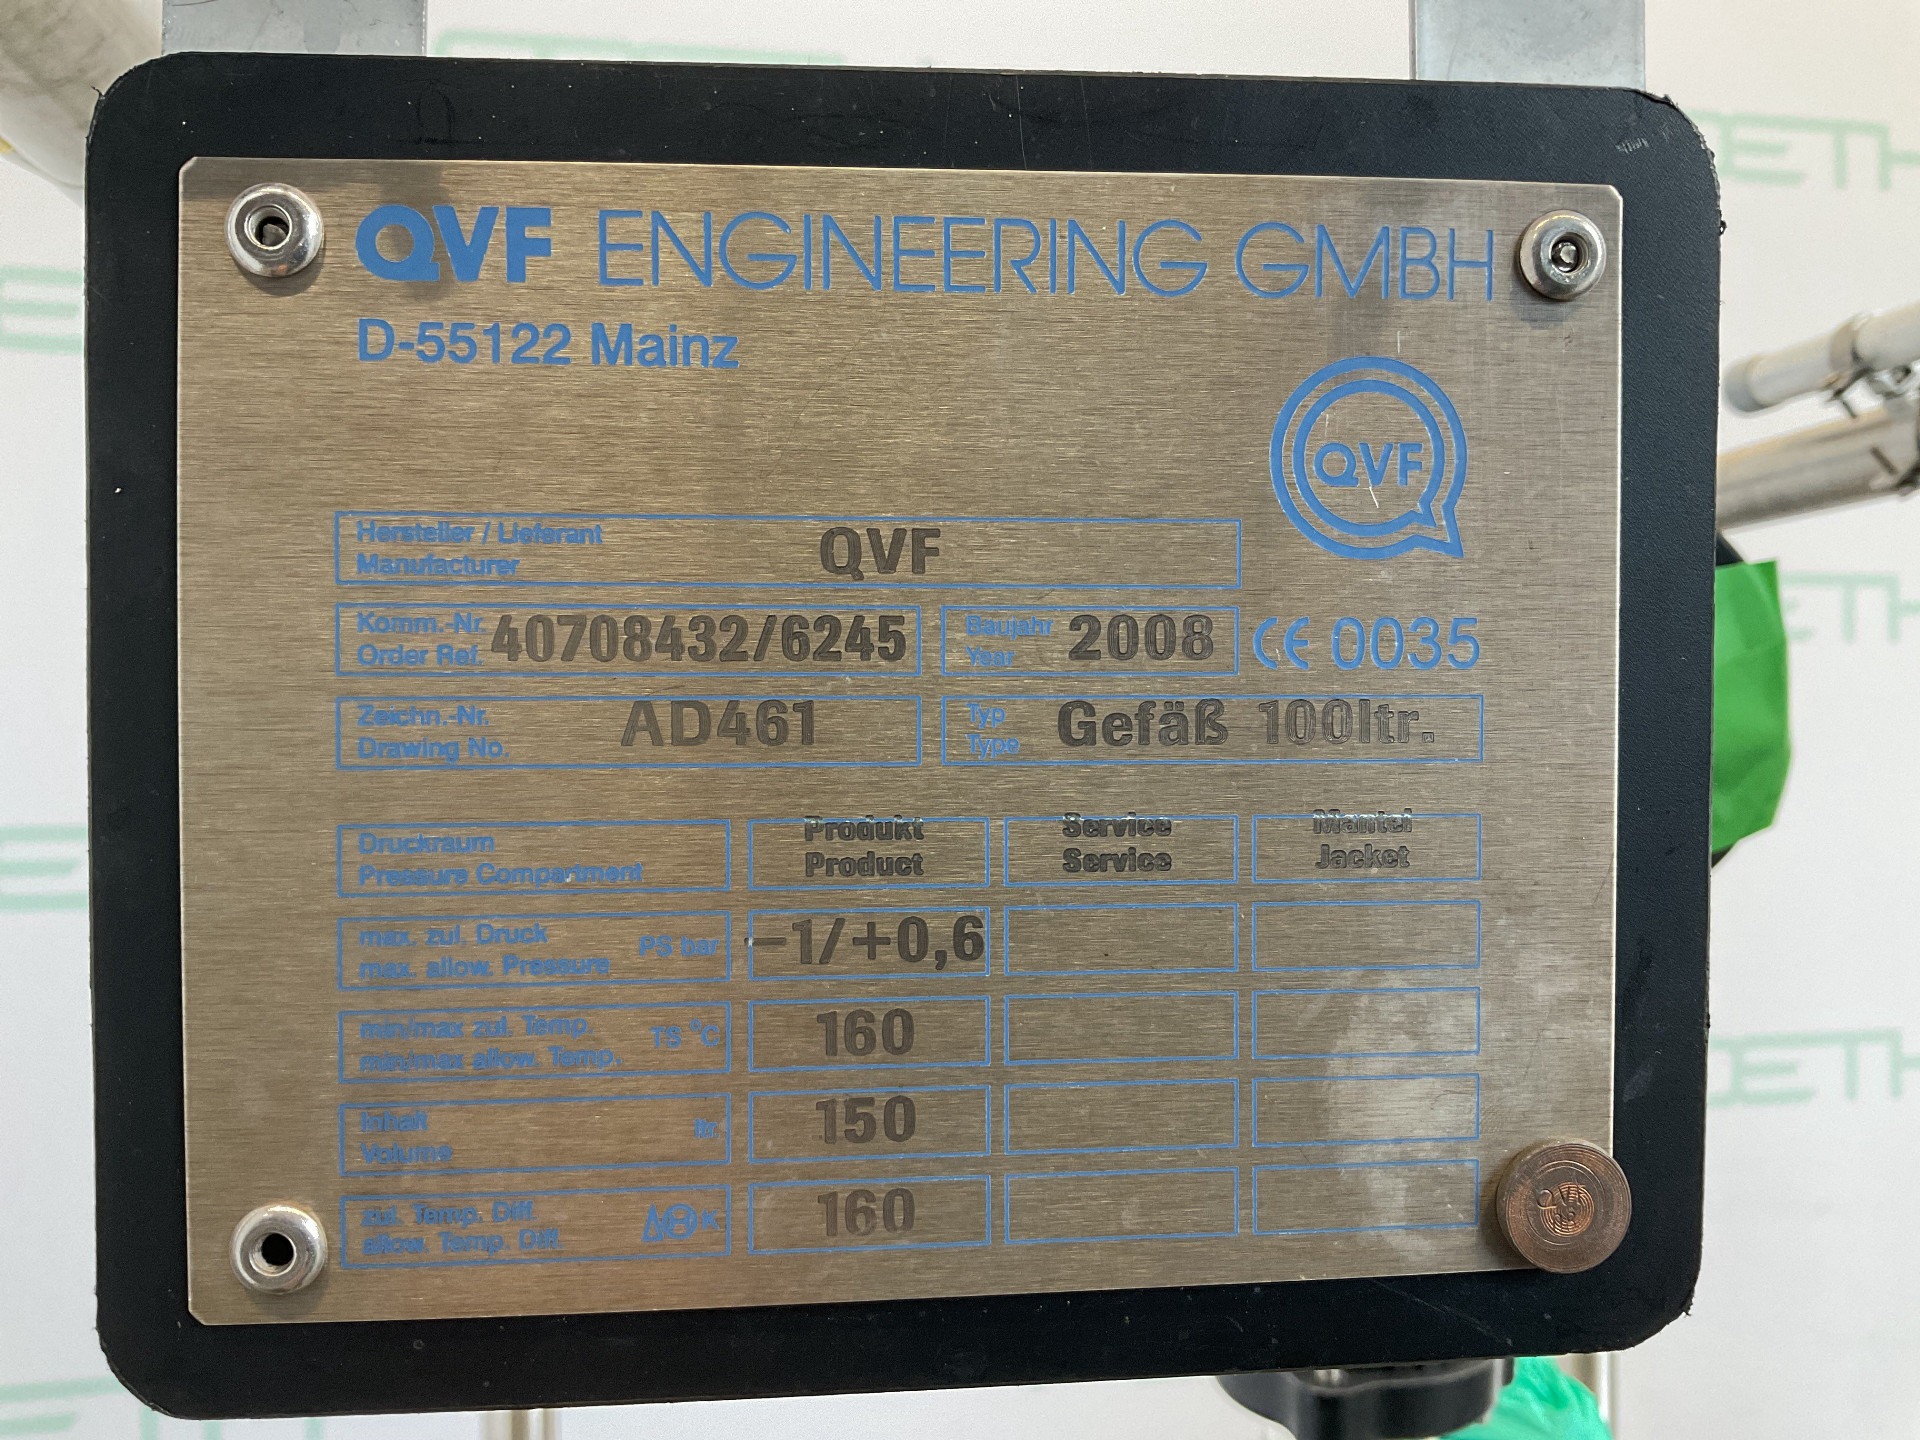 QVF ENGINEERING GMBH
D-55122 Mainz
QVF
Hersteller / Lieferant
Manufacturer
QVF
Komm.-Nr.
Order Ref.
40708432/6245
Baujahr
Year
2008
CE 0035
Zeichn.-Nr.
Drawing No.
AD461
Typ
Type
Gefäß 100ltr.
Druckraum
Pressure Compartment
Produkt
Product
Service
Service
Mantel
Jacket
max. zul. Druck
max. allow. Pressure
PS bar
-1/+0,6
min/max zul. Temp.
min/max allow. Temp.
TS °C
160
Inhalt
Volume
ltr.
150
zul. Temp. Diff.
allow. Temp. Diff.
ΔΘ K
160